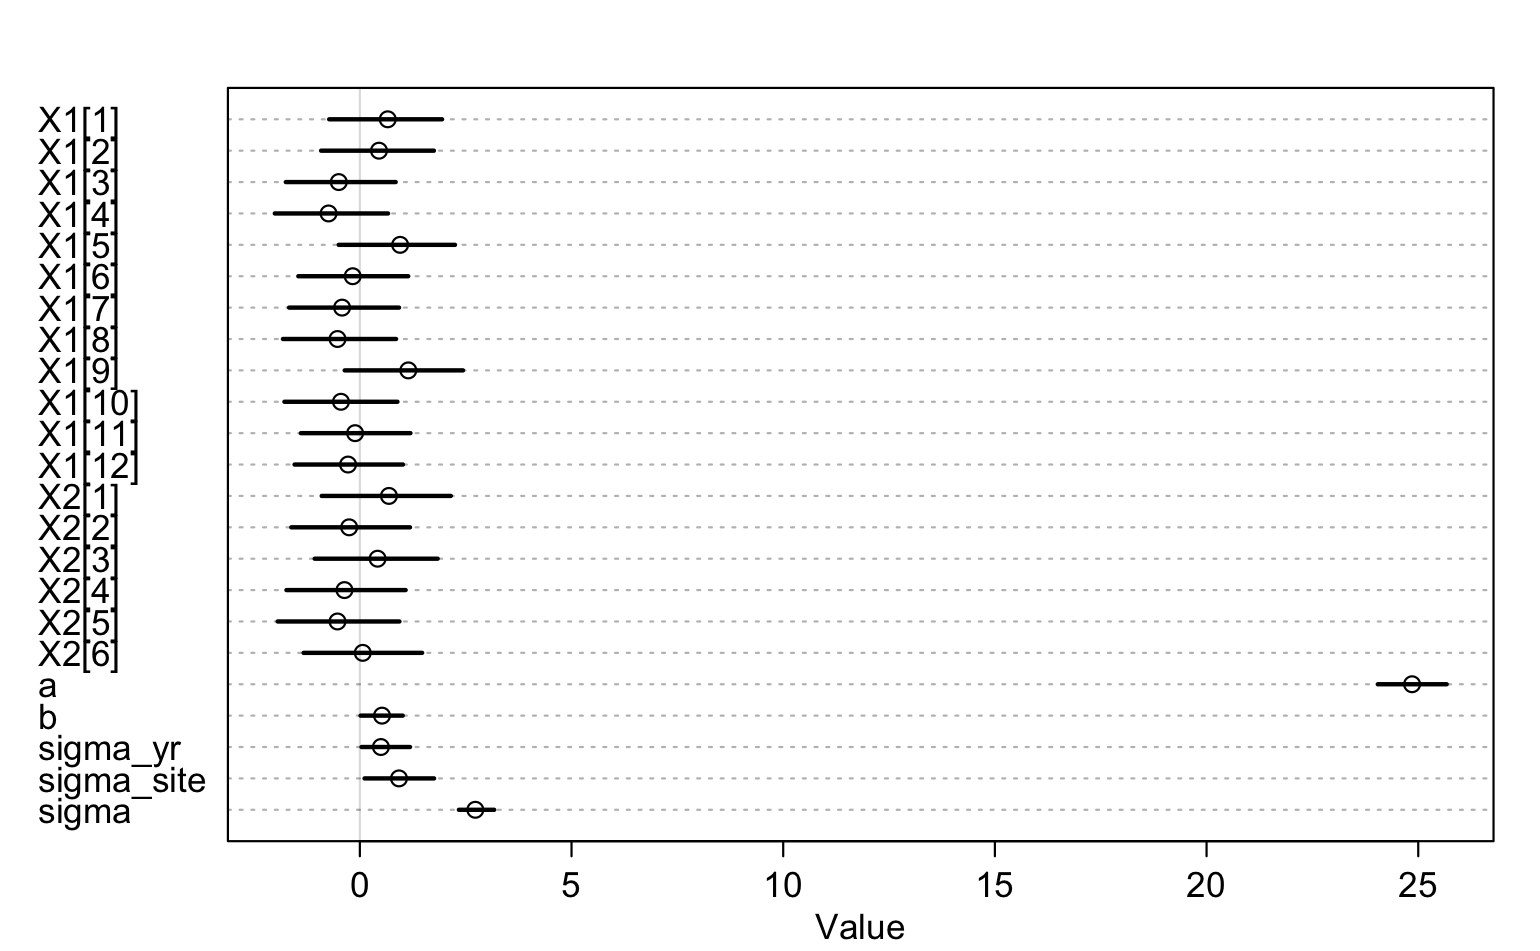 X1[1]
X1[2]
X1[3]
X1[4]
X1[5]
X1[6]
X1[7]
X1[8]
X1[9]
X1[10]
X1[11]
X1[12]
X2[1]
X2[2]
X2[3]
X2[4]
X2[5]
X2[6]
a
b
sigma_yr
sigma_site
sigma
0 5 10 15 20 25
Value